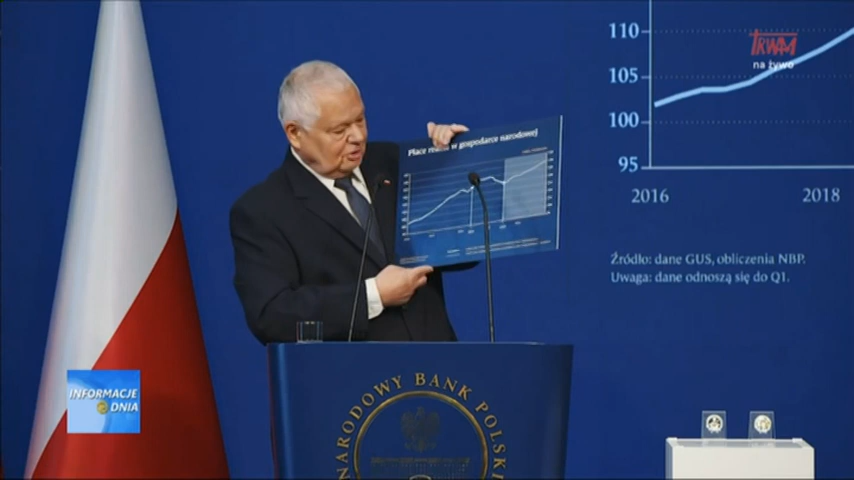 110
TRWAM
na żywo
105
100
95
2016
2018
Płace realne w gospodarce narodowej
Źródło: dane GUS, obliczenia NBP.
Uwaga: dane odnoszą się do Q1.
INFORMACJE
DNIA
NARODOWY BANK POLSKI